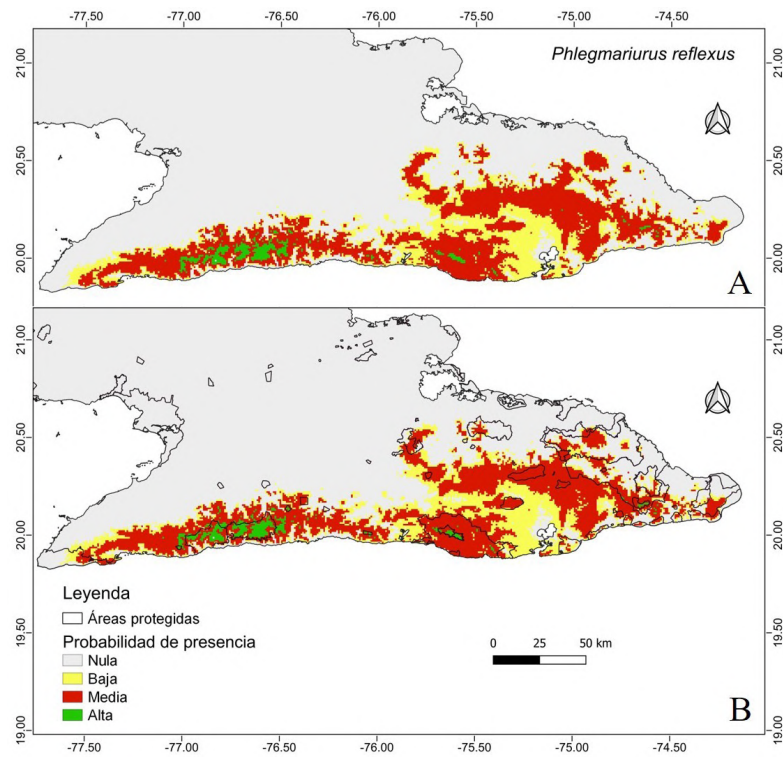 -77.50 -77.00 -76.50 -76.00 -75.50 -75.00 -74.50
Phlegmariurus reflexus
21.00 21.00
20.50 20.50
20.00 20.00
A
21.00 21.00
20.50 20.50
20.00 20.00
Leyenda
Áreas protegidas
Probabilidad de presencia
19.50 19.50
0 25 50 km
Nula
Baja
Media
Alta
B
19.00 19.00
-77.50 -77.00 -76.50 -76.00 -75.50 -75.00 -74.50